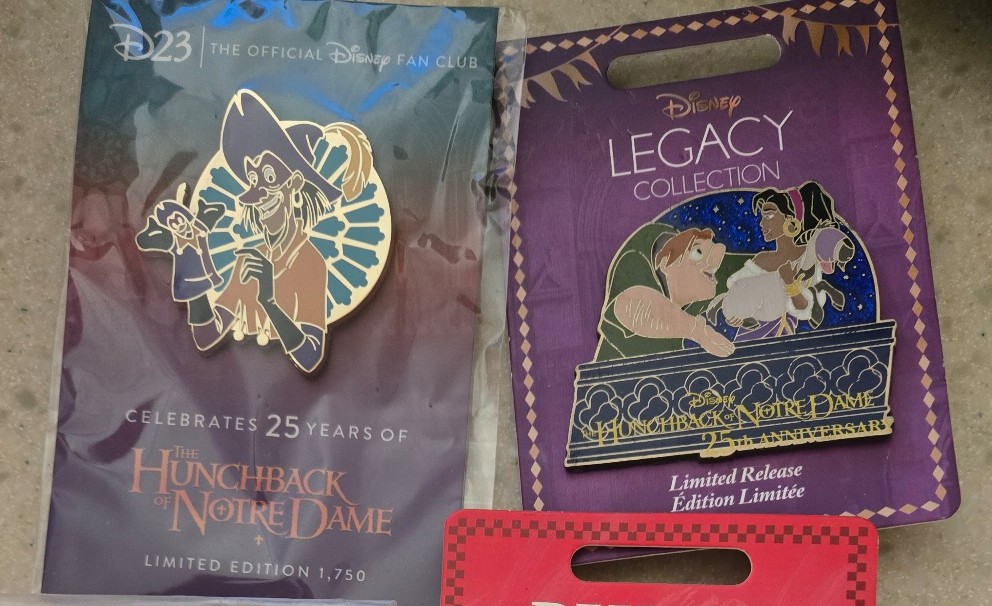 D23 | THE OFFICIAL Disney FAN CLUB
CELEBRATES 25 YEARS OF
THE
HUNCHBACK
OF NOTRE DAME
LIMITED EDITION 1,750
Disney
LEGACY
COLLECTION
Disney
THE HUNCHBACK OF NOTRE DAME
25th ANNIVERSARY
Limited Release
Édition Limitée